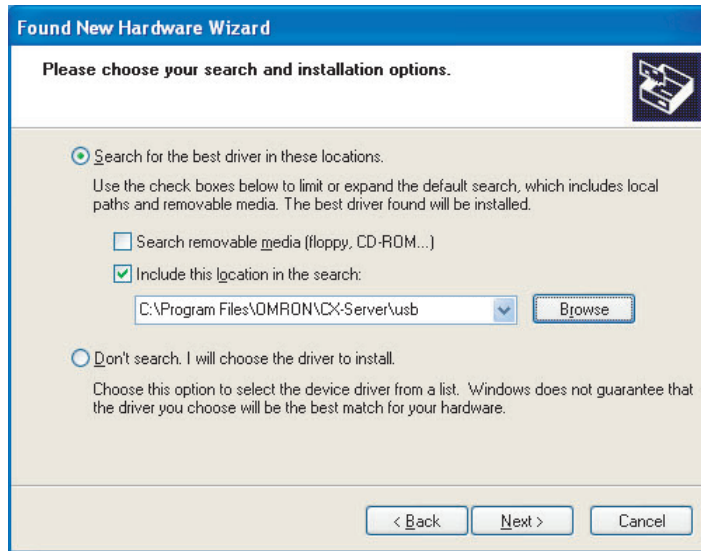 Found New Hardware Wizard
Please choose your search and installation options.
Search for the best driver in these locations.
Use the check boxes below to limit or expand the default search, which includes local
paths and removable media. The best driver found will be installed.
Search removable media (floppy, CD-ROM...)
Include this location in the search:
C:\Program Files\OMRON\CX-Server\usb
Browse
Don't search. I will choose the driver to install.
Choose this option to select the device driver from a list. Windows does not guarantee that
the driver you choose will be the best match for your hardware.
< Back Next > Cancel